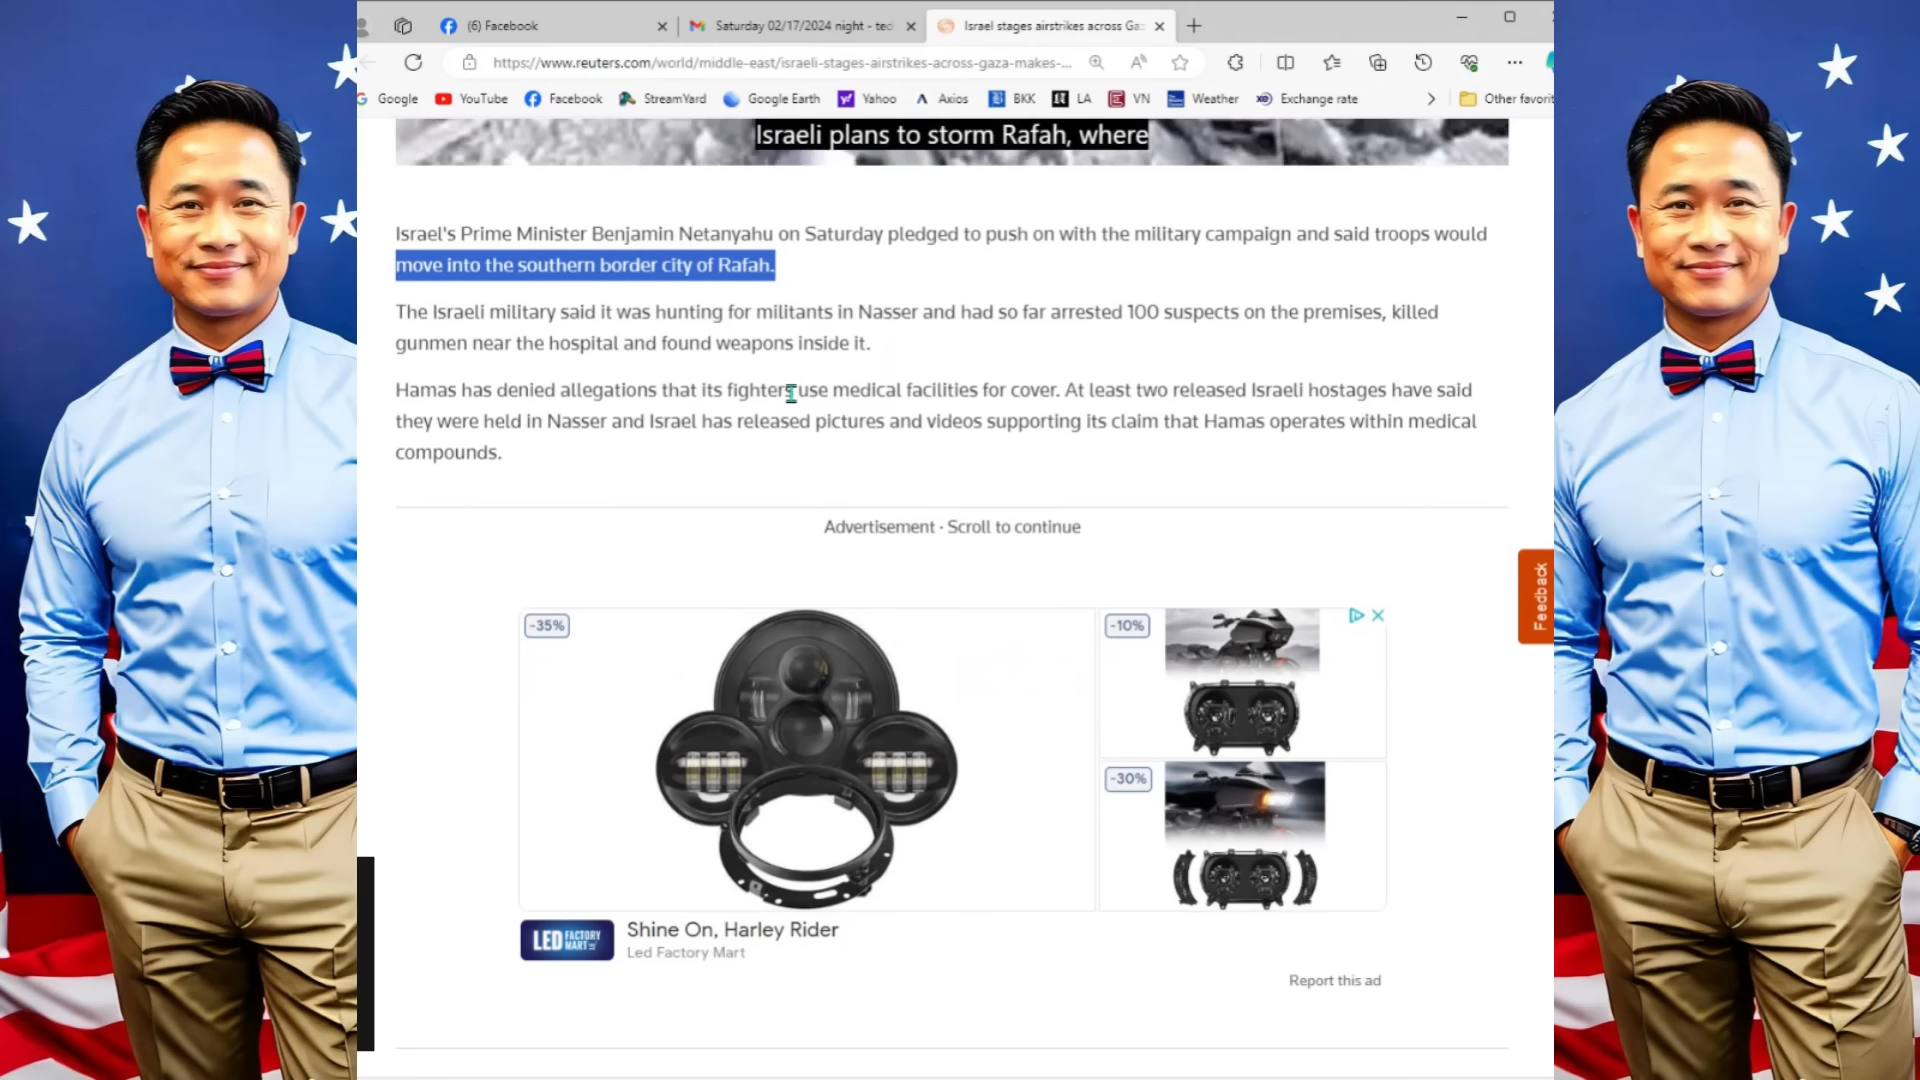 (6) Facebook
Saturday 02/17/2024 night - ted
Israel stages airstrikes across Ga
https://www.reuters.com/world/middle-east/israeli-stages-airstrikes-across-gaza-makes-...
Google YouTube Facebook StreamYard Google Earth Yahoo Axios BKK LA VN Weather Exchange rate Other favorit
Israeli plans to storm Rafah, where
Israel's Prime Minister Benjamin Netanyahu on Saturday pledged to push on with the military campaign and said troops would
move into the southern border city of Rafah.
The Israeli military said it was hunting for militants in Nasser and had so far arrested 100 suspects on the premises, killed
gunmen near the hospital and found weapons inside it.
Hamas has denied allegations that its fighters use medical facilities for cover. At least two released Israeli hostages have said
they were held in Nasser and Israel has released pictures and videos supporting its claim that Hamas operates within medical
compounds.
Advertisement · Scroll to continue
Feedback
-35%
-10%
-30%
LED FACTORY MART
Shine On, Harley Rider
Led Factory Mart
Report this ad